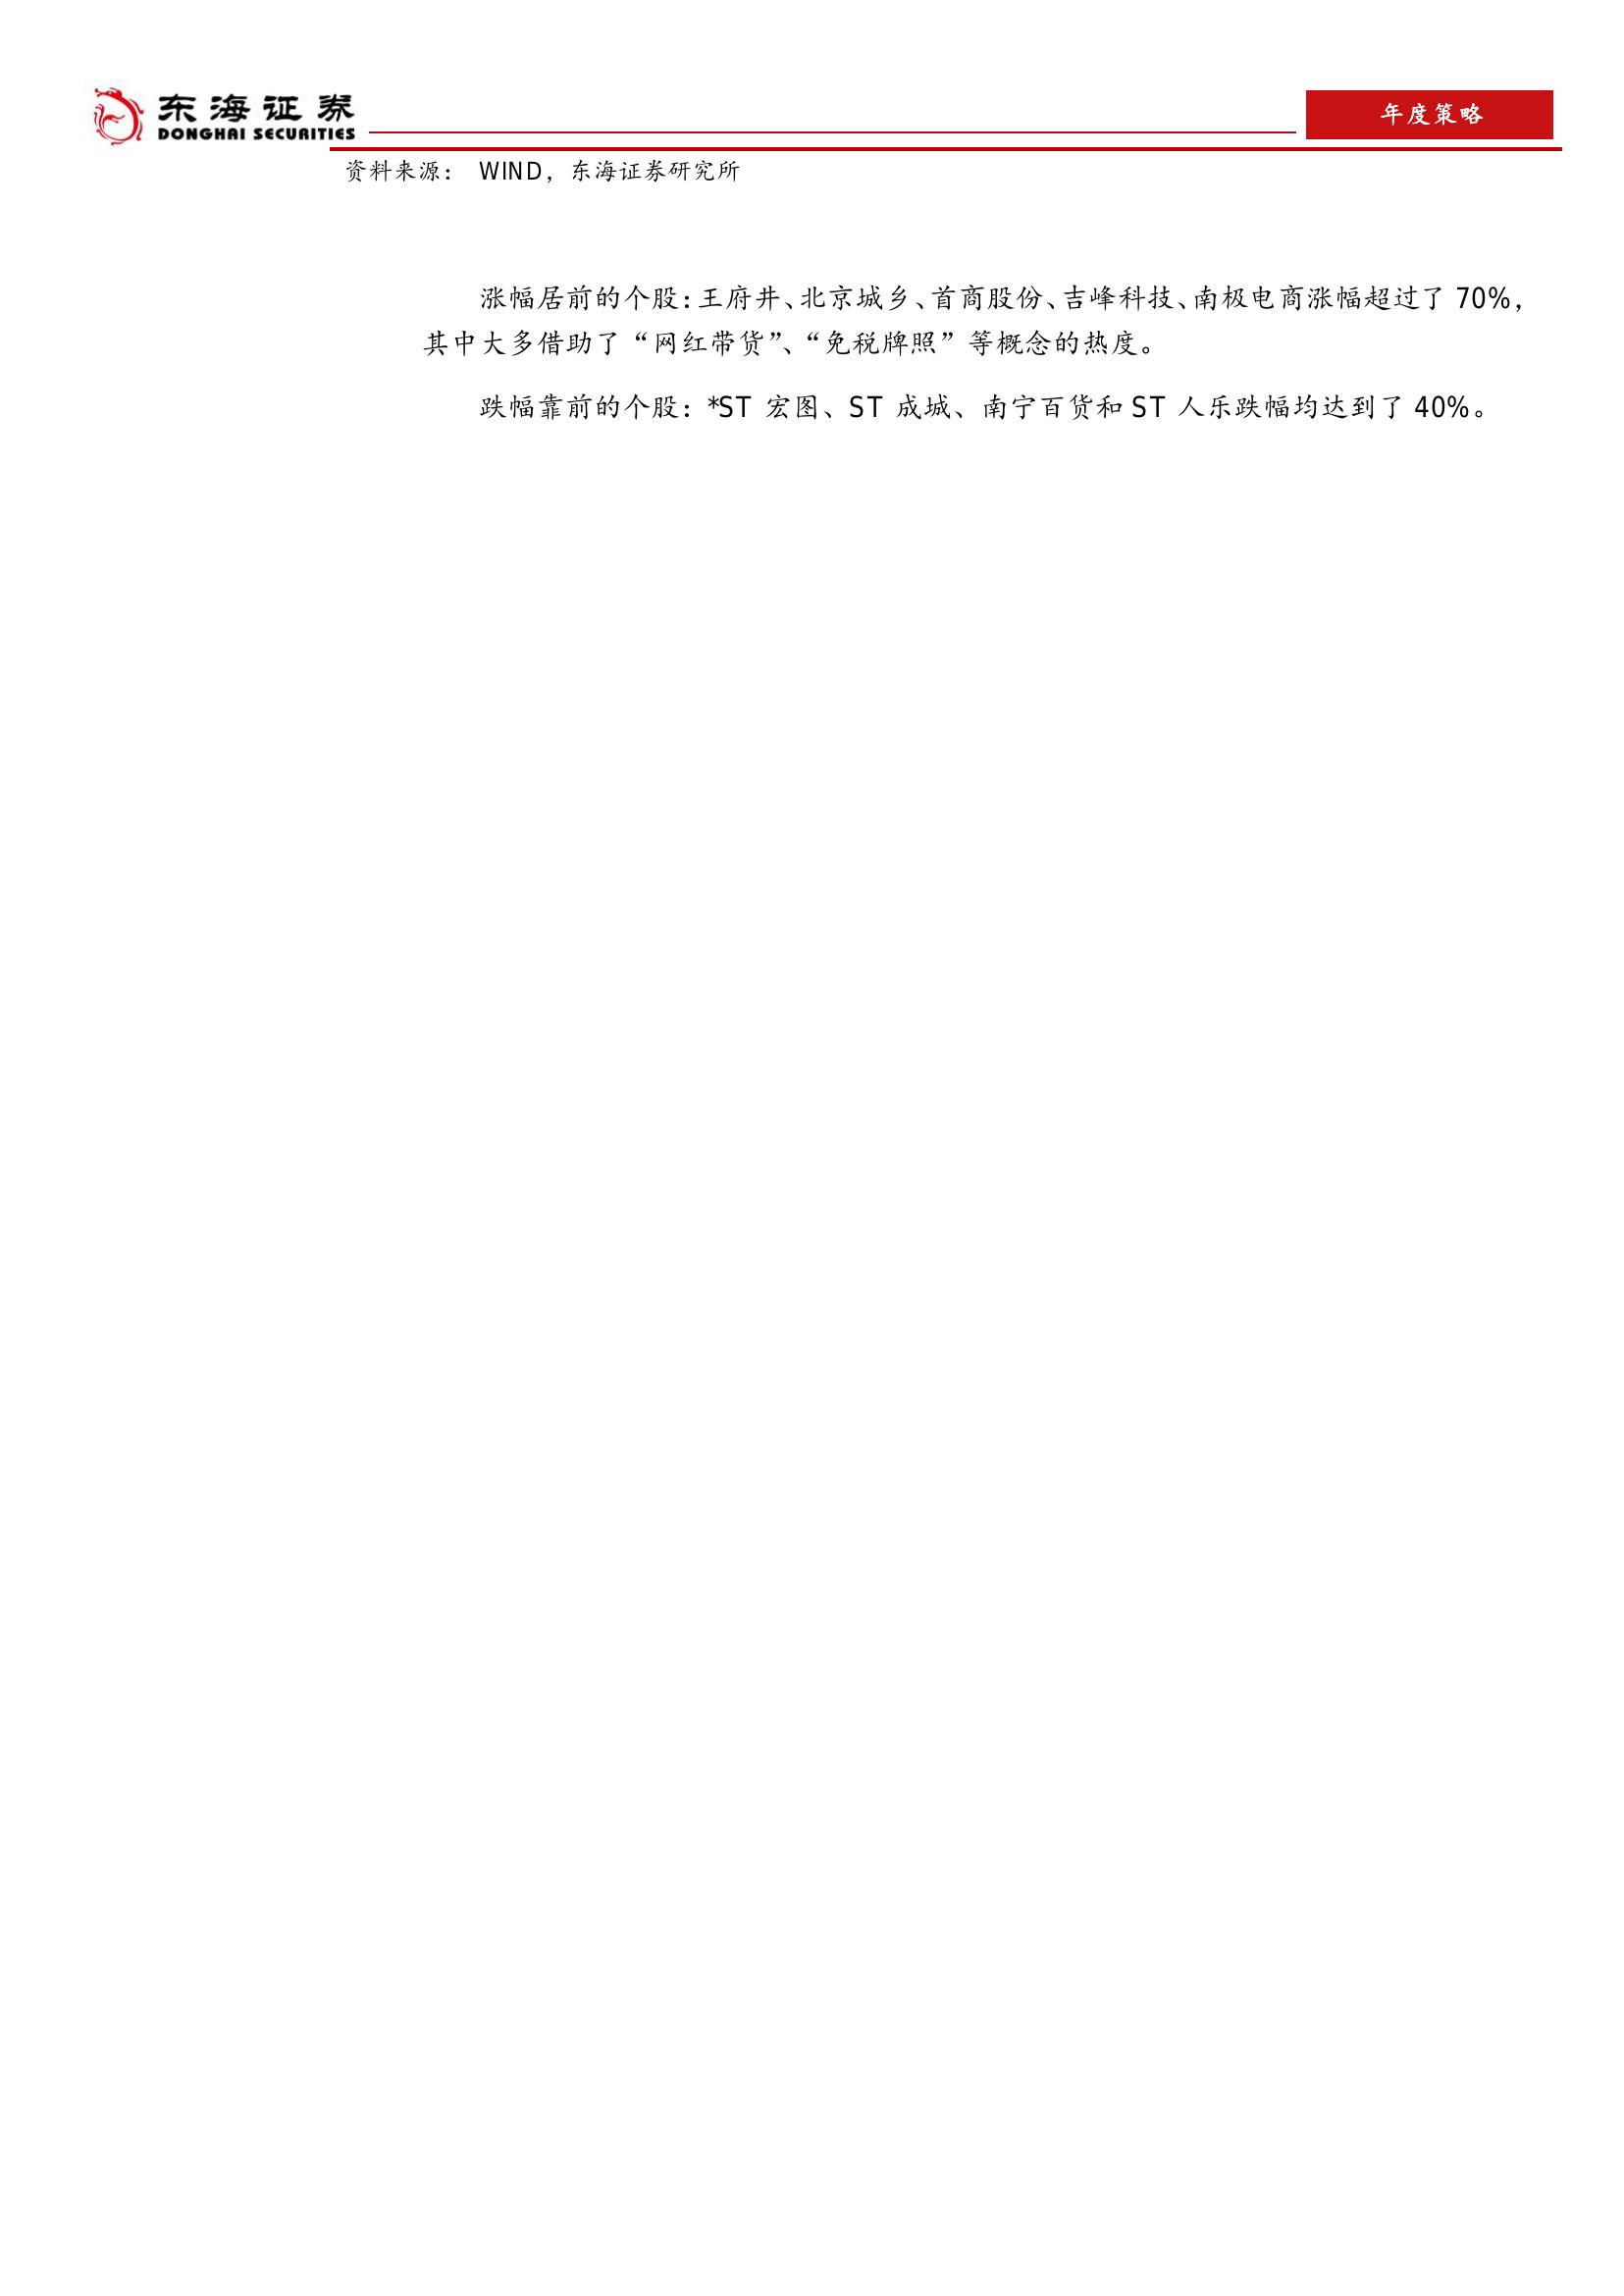 东海证券
DONGHAI SECURITIES
年度策略
资料来源： WIND，东海证券研究所
涨幅居前的个股：王府井、北京城乡、首商股份、吉峰科技、南极电商涨幅超过了 70%，
其中大多借助了“网红带货”、“免税牌照”等概念的热度。
跌幅靠前的个股：*ST 宏图、ST 成城、南宁百货和 ST 人乐跌幅均达到了 40%。